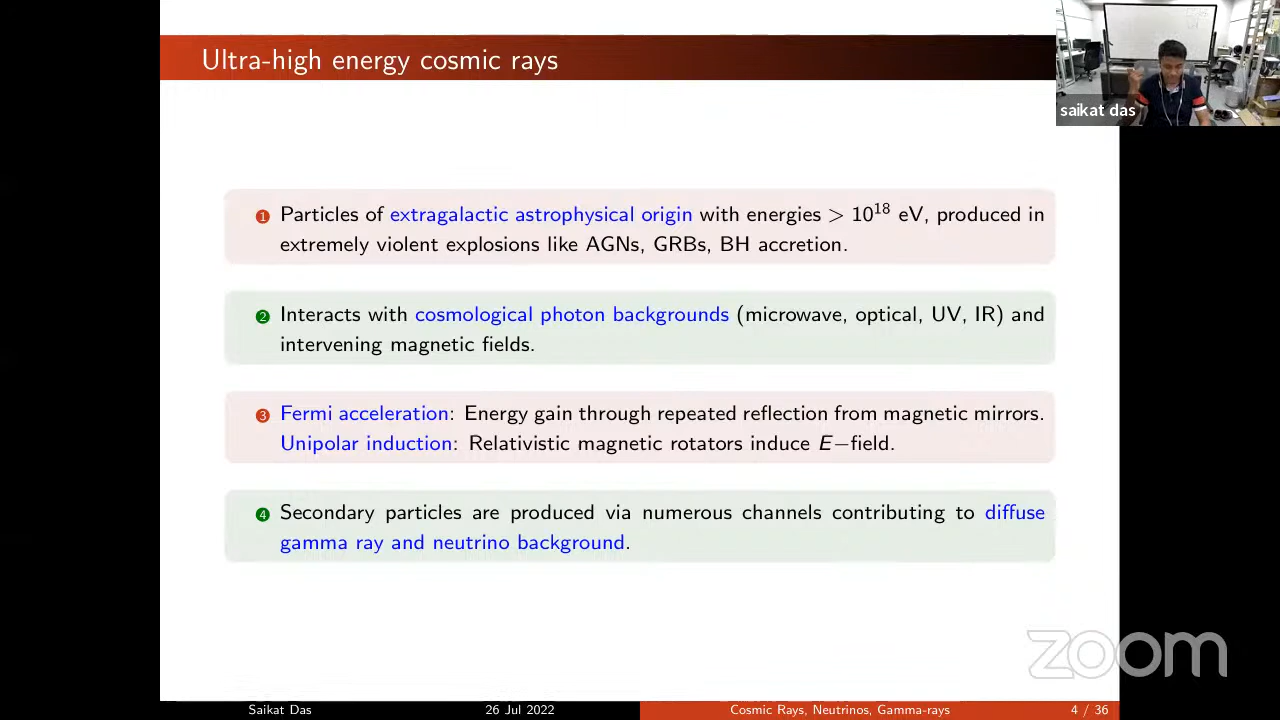 Ultra-high energy cosmic rays
saikat das
1 Particles of extragalactic astrophysical origin with energies > 10¹⁸ eV, produced in
extremely violent explosions like AGNs, GRBs, BH accretion.
2 Interacts with cosmological photon backgrounds (microwave, optical, UV, IR) and
intervening magnetic fields.
3 Fermi acceleration: Energy gain through repeated reflection from magnetic mirrors.
Unipolar induction: Relativistic magnetic rotators induce E−field.
4 Secondary particles are produced via numerous channels contributing to diffuse
gamma ray and neutrino background.
zoom
Saikat Das 26 Jul 2022 Cosmic Rays, Neutrinos, Gamma-rays 4 / 36